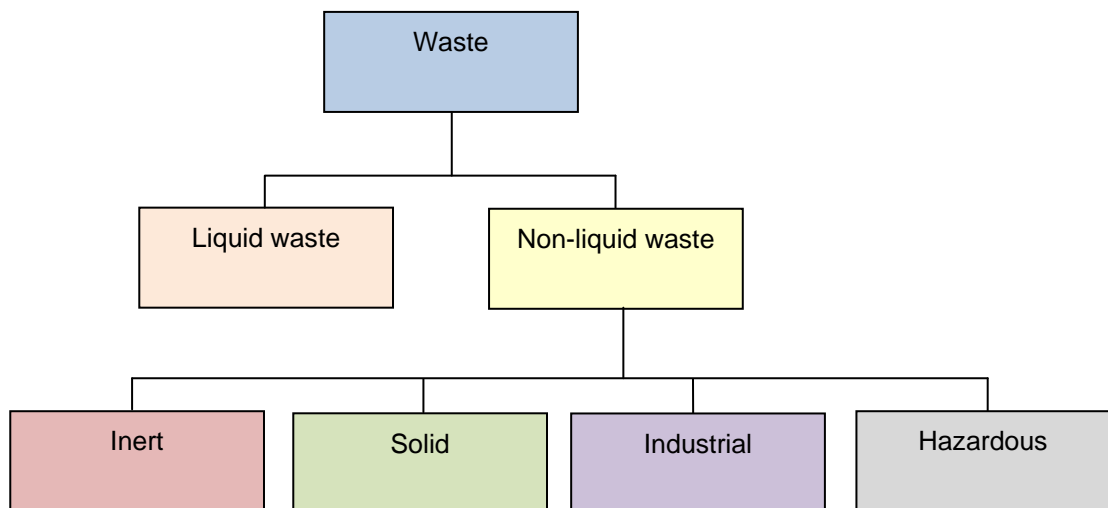 Waste
Liquid waste
Non-liquid waste
Inert
Solid
Industrial
Hazardous